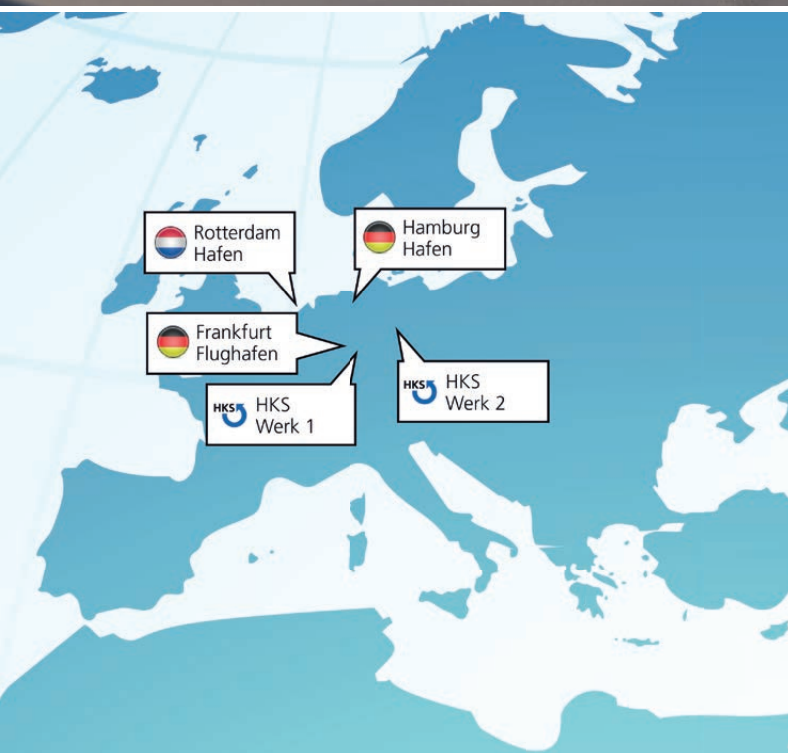 Rotterdam
Hafen
Hamburg
Hafen
Frankfurt
Flughafen
HKS
HKS
Werk 1
HKS
HKS
Werk 2